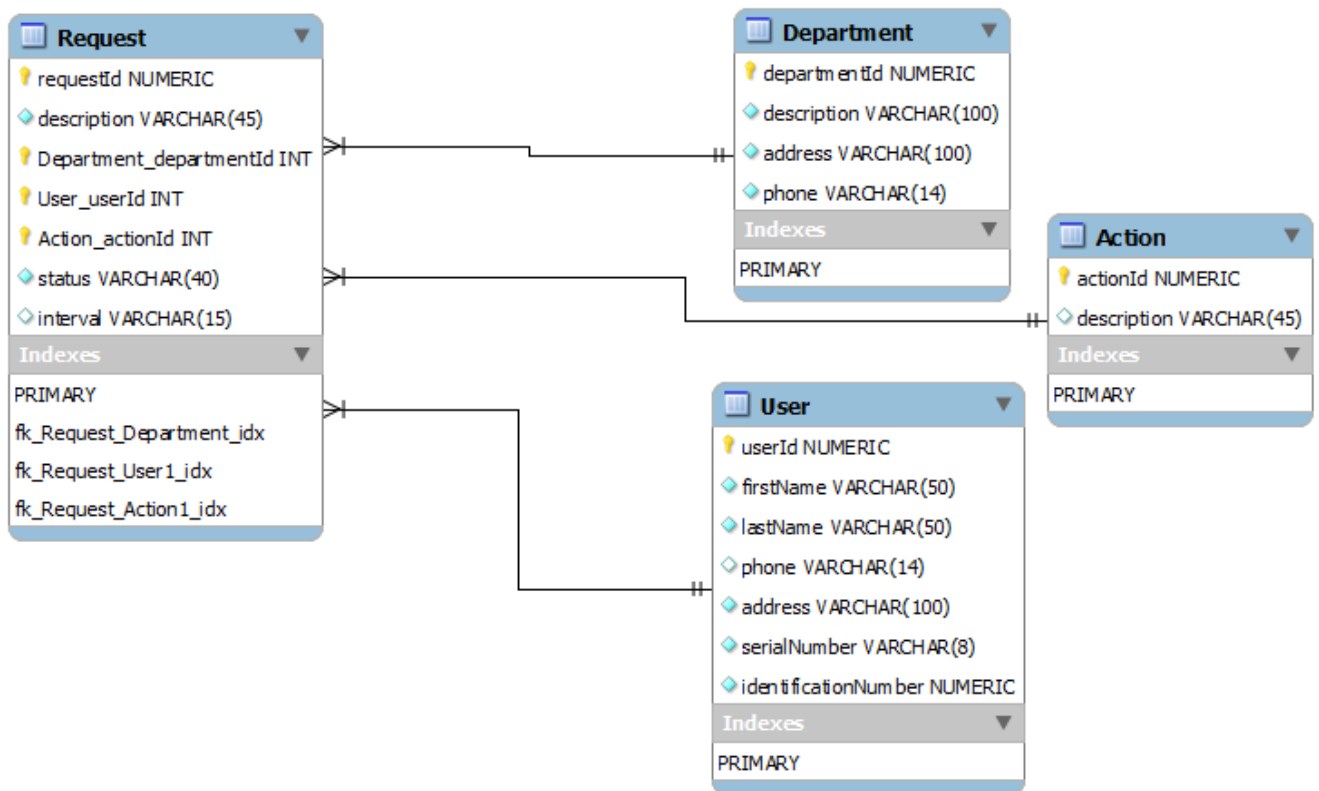 Request
requestId NUMERIC
description VARCHAR(45)
Department_departmentId INT
User_userId INT
Action_actionId INT
status VARCHAR(40)
interval VARCHAR(15)
Indexes
PRIMARY
fk_Request_Department_idx
fk_Request_User1_idx
fk_Request_Action1_idx
Department
departmentId NUMERIC
description VARCHAR(100)
address VARCHAR(100)
phone VARCHAR(14)
Indexes
PRIMARY
Action
actionId NUMERIC
description VARCHAR(45)
Indexes
PRIMARY
User
userId NUMERIC
firstName VARCHAR(50)
lastName VARCHAR(50)
phone VARCHAR(14)
address VARCHAR(100)
serialNumber VARCHAR(8)
identificationNumber NUMERIC
Indexes
PRIMARY